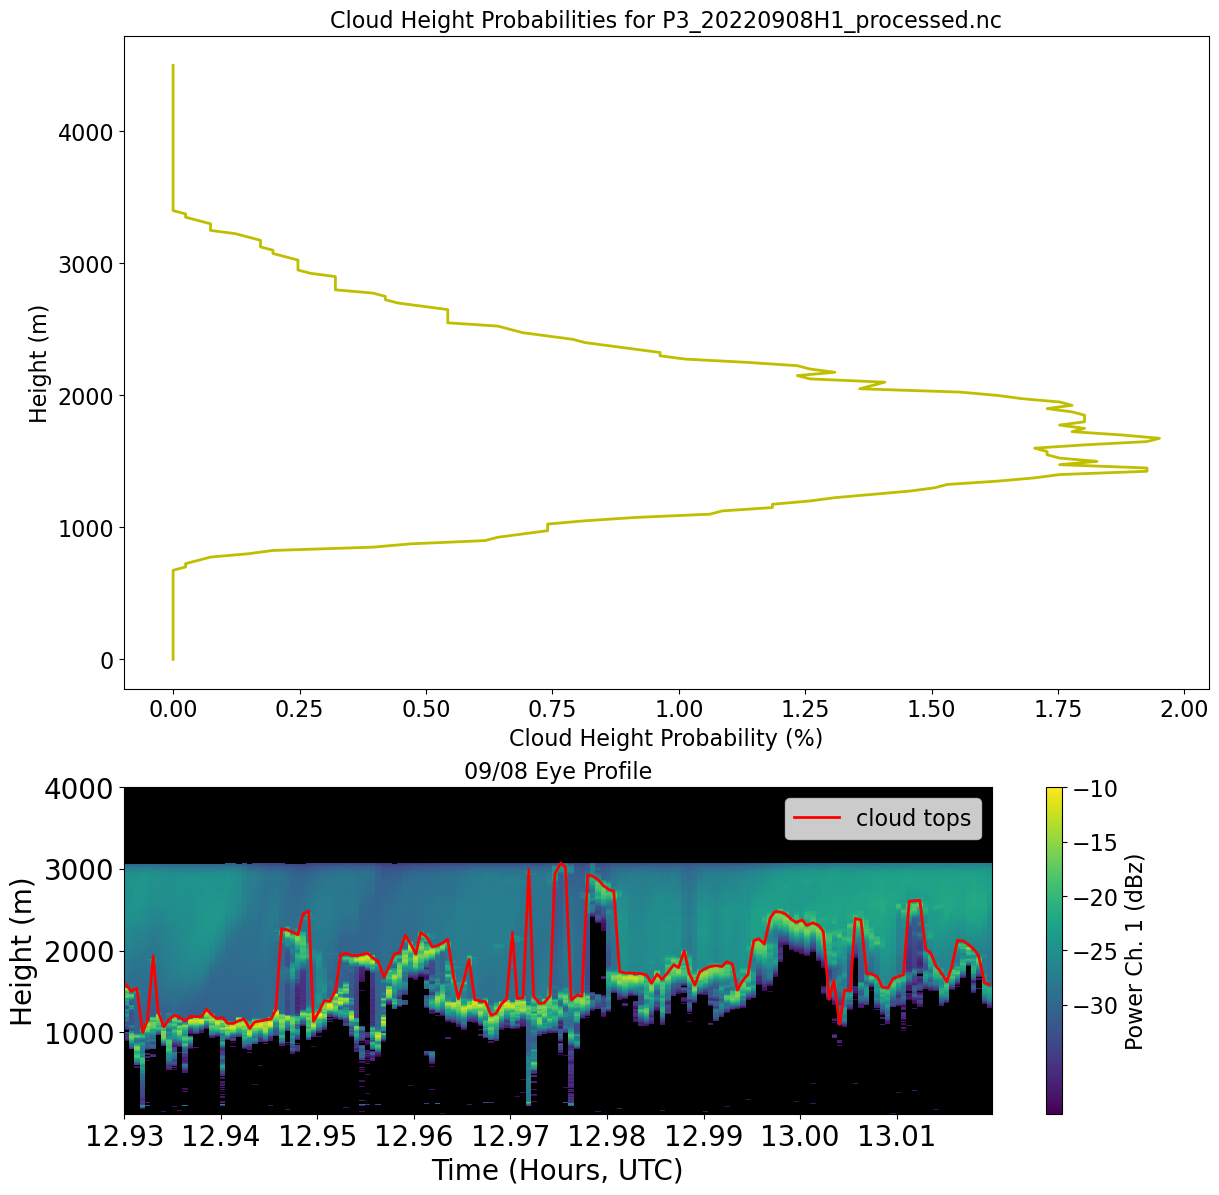 Cloud Height Probabilities for P3_20220908H1_processed.nc
4000
3000
2000
1000
0
Height (m)
0.00 0.25 0.50 0.75 1.00 1.25 1.50 1.75 2.00
Cloud Height Probability (%)
09/08 Eye Profile
4000
3000
2000
1000
Height (m)
cloud tops
12.93 12.94 12.95 12.96 12.97 12.98 12.99 13.00 13.01
Time (Hours, UTC)
−10
−15
−20
−25
−30
Power Ch. 1 (dBz)